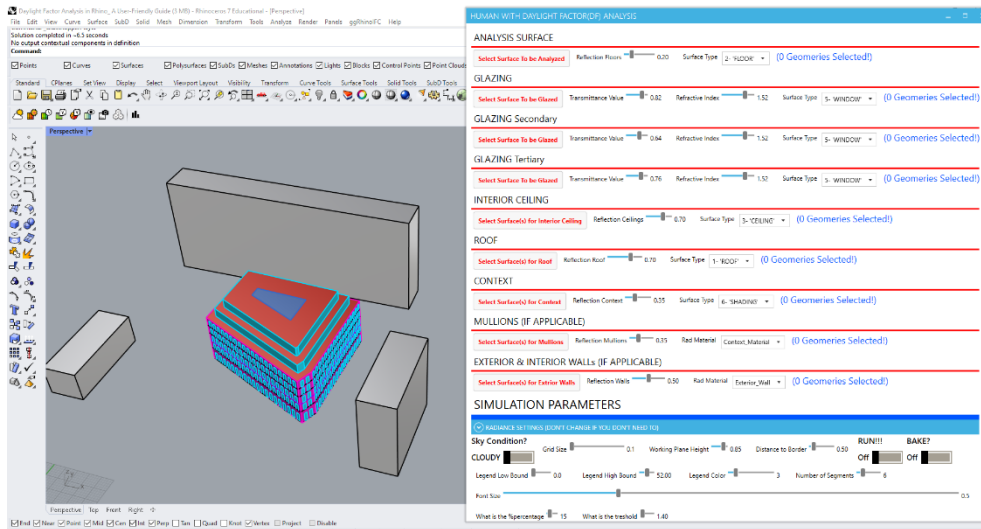 Daylight Factor Analysis in Rhino_ A User-Friendly Guide (3 MB) - Rhinoceros 7 Educational - [Perspective]
File Edit View Curve Surface SubD Solid Mesh Dimension Transform Tools Analyze Render Panels ggRhinoIFC Help
Solution completed in ~6.5 seconds
No output contextual components in definition
Command:
Points Curves Surfaces Polysurfaces SubDs Meshes Annotations Lights Blocks Control Points Point Clouds
Standard CPlanes Set View Display Select Viewport Layout Visibility Transform Curve Tools Surface Tools Solid Tools SubD Tools
Perspective
Perspective Top Front Right
End Near Point Mid Cen Int Perp Tan Quad Knot Vertex Project Disable
HUMAN WITH DAYLIGHT FACTOR(DF) ANALYSIS
ANALYSIS SURFACE
Select Surface To be Analyzed Reflection Floors 0.20 Surface Type 2- 'FLOOR' (0 Geomeries Selected!)
GLAZING
Select Surface To be Glazed Transmittance Value 0.82 Refractive Index 1.52 Surface Type 5- WINDOW' (0 Geomeries Selected!)
GLAZING Secondary
Select Surface To be Glazed Transmittance Value 0.64 Refractive Index 1.52 Surface Type 5- WINDOW' (0 Geomeries Selected!)
GLAZING Tertiary
Select Surface To be Glazed Transmittance Value 0.76 Refractive Index 1.52 Surface Type 5- WINDOW' (0 Geomeries Selected!)
INTERIOR CEILING
Select Surface(s) for Interior Ceiling Reflection Ceilings 0.70 Surface Type 3- 'CEILING' (0 Geomeries Selected!)
ROOF
Select Surface(s) for Roof Reflection Roof 0.70 Surface Type 1- 'ROOF' (0 Geomeries Selected!)
CONTEXT
Select Surface(s) for Context Reflection Context 0.35 Surface Type 6- 'SHADING' (0 Geomeries Selected!)
MULLIONS (IF APPLICABLE)
Select Surface(s) for Mullions Reflection Mullions 0.35 Rad Material Context_Material (0 Geomeries Selected!)
EXTERIOR & INTERIOR WALLs (IF APPLICABLE)
Select Surface(s) for Extrior Walls Reflection Walls 0.50 Rad Material Exterior_Wall (0 Geomeries Selected!)
SIMULATION PARAMETERS
RADIANCE SETTINGS (DON'T CHANGE IF YOU DON'T NEED TO)
Sky Condition? Grid Size 0.1 Working Plane Height 0.85 Distance to Border 0.50 RUN!!! BAKE?
CLOUDY Off Off
Legend Low Bound 0.0 Legend High Bound 52.00 Legend Color 3 Number of Segments 6
Font Size 0.5
What is the %percentage 15 What is the treshold 1.40